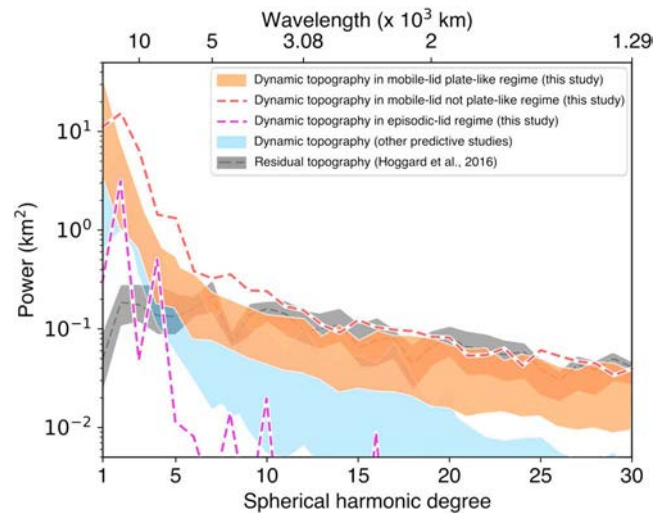 Wavelength (x 10³ km)
10 5 3.08 2 1.29
Dynamic topography in mobile-lid plate-like regime (this study)
Dynamic topography in mobile-lid not plate-like regime (this study)
Dynamic topography in episodic-lid regime (this study)
Dynamic topography (other predictive studies)
Residual topography (Hoggard et al., 2016)
Power (km²)
10¹
10⁰
10⁻¹
10⁻²
1 5 10 15 20 25 30
Spherical harmonic degree